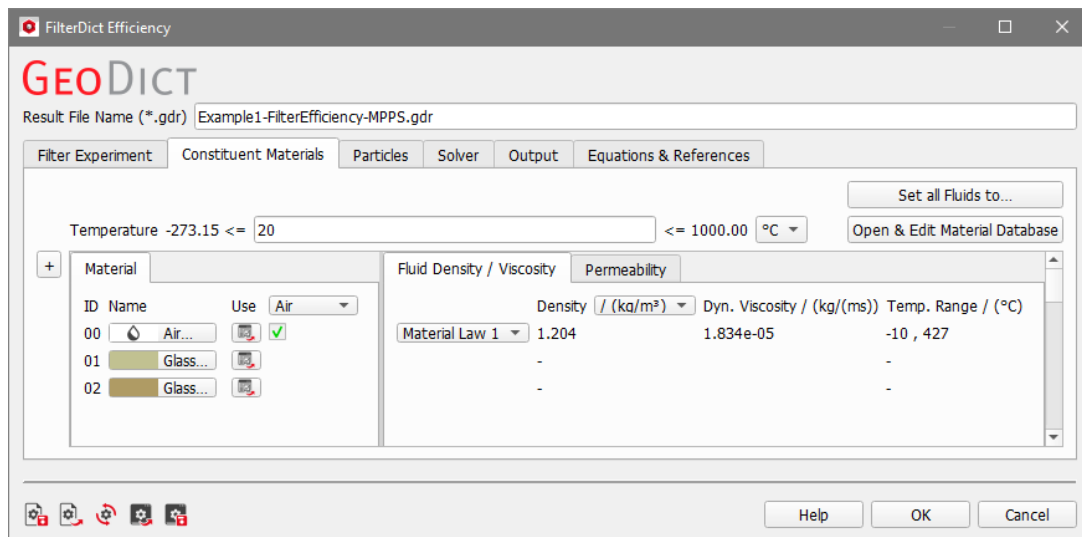 FilterDict Efficiency
GEODICT
Result File Name (*.gdr) Example1-FilterEfficiency-MPPS.gdr
Filter Experiment Constituent Materials Particles Solver Output Equations & References
Set all Fluids to...
Temperature -273.15 <= 20 <= 1000.00 °C Open & Edit Material Database
+ Material Fluid Density / Viscosity Permeability
ID Name Use Air Density / (kg/m³) Dyn. Viscosity / (kg/(ms)) Temp. Range / (°C)
00 Air... Material Law 1 1.204 1.834e-05 -10 , 427
01 Glass... - -
02 Glass... - -
Help OK Cancel